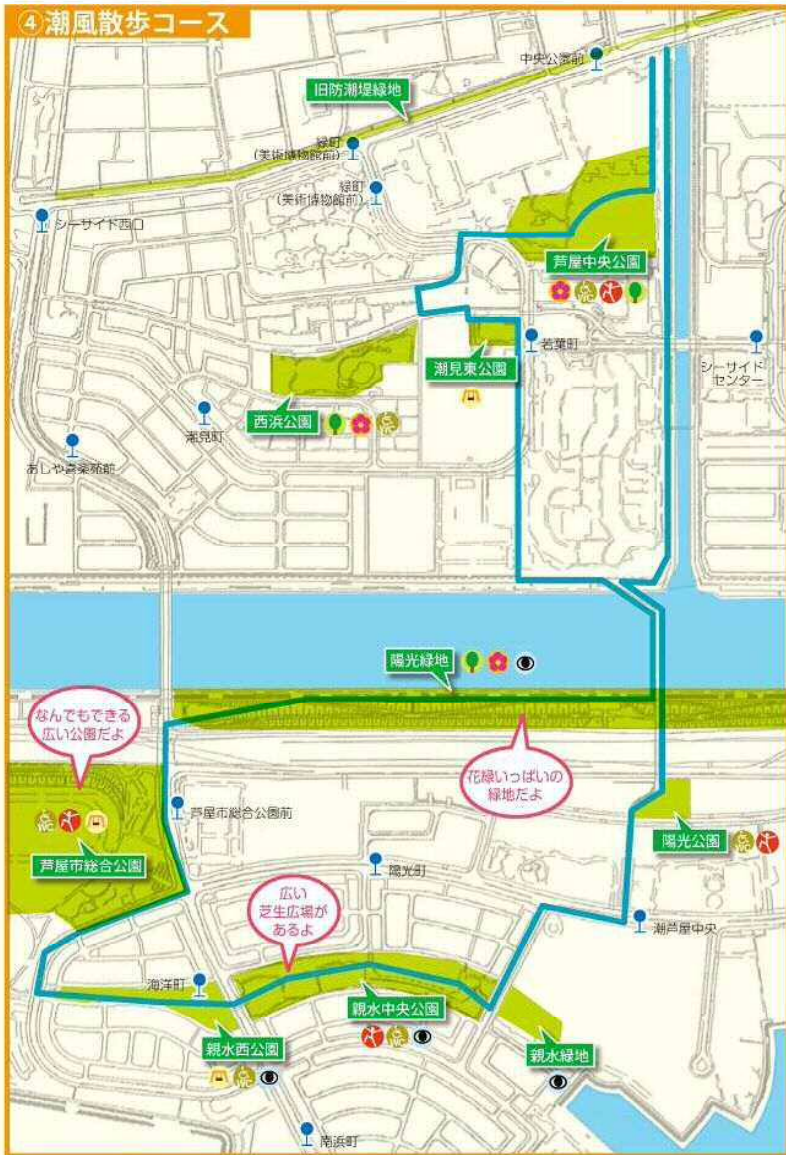 ④潮風散歩コース
中央公園前
旧防潮堤緑地
緑町
(美術博物館前)
緑町
(美術博物館前)
シーサイド西口
芦屋中央公園
若葉町
シーサイド
センター
潮見東公園
西浜公園
潮見町
あしや喜楽苑前
陽光緑地
なんでもできる
広い公園だよ
花緑いっぱいの
緑地だよ
芦屋市総合公園前
陽光公園
芦屋市総合公園
陽光町
広い
芝生広場が
あるよ
潮芦屋中央
海洋町
親水中央公園
親水西公園
親水緑地
南浜町